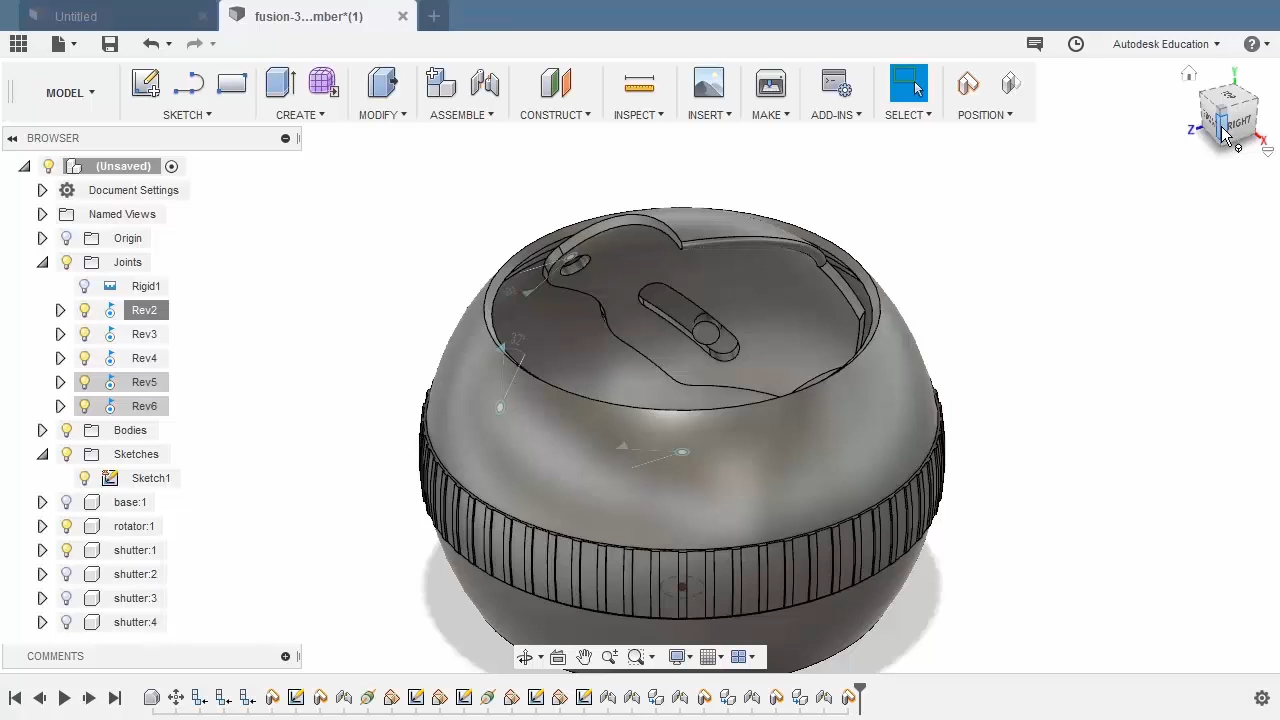 Untitled
fusion-3...mber*(1)
Autodesk Education
MODEL
SKETCH
CREATE
MODIFY
ASSEMBLE
CONSTRUCT
INSPECT
INSERT
MAKE
ADD-INS
SELECT
POSITION
Y
RIGHT
Z
X
BROWSER
(Unsaved)
Document Settings
Named Views
Origin
Joints
Rigid1
Rev2
Rev3
Rev4
Rev5
Rev6
Bodies
Sketches
Sketch1
base:1
rotator:1
shutter:1
shutter:2
shutter:3
shutter:4
COMMENTS